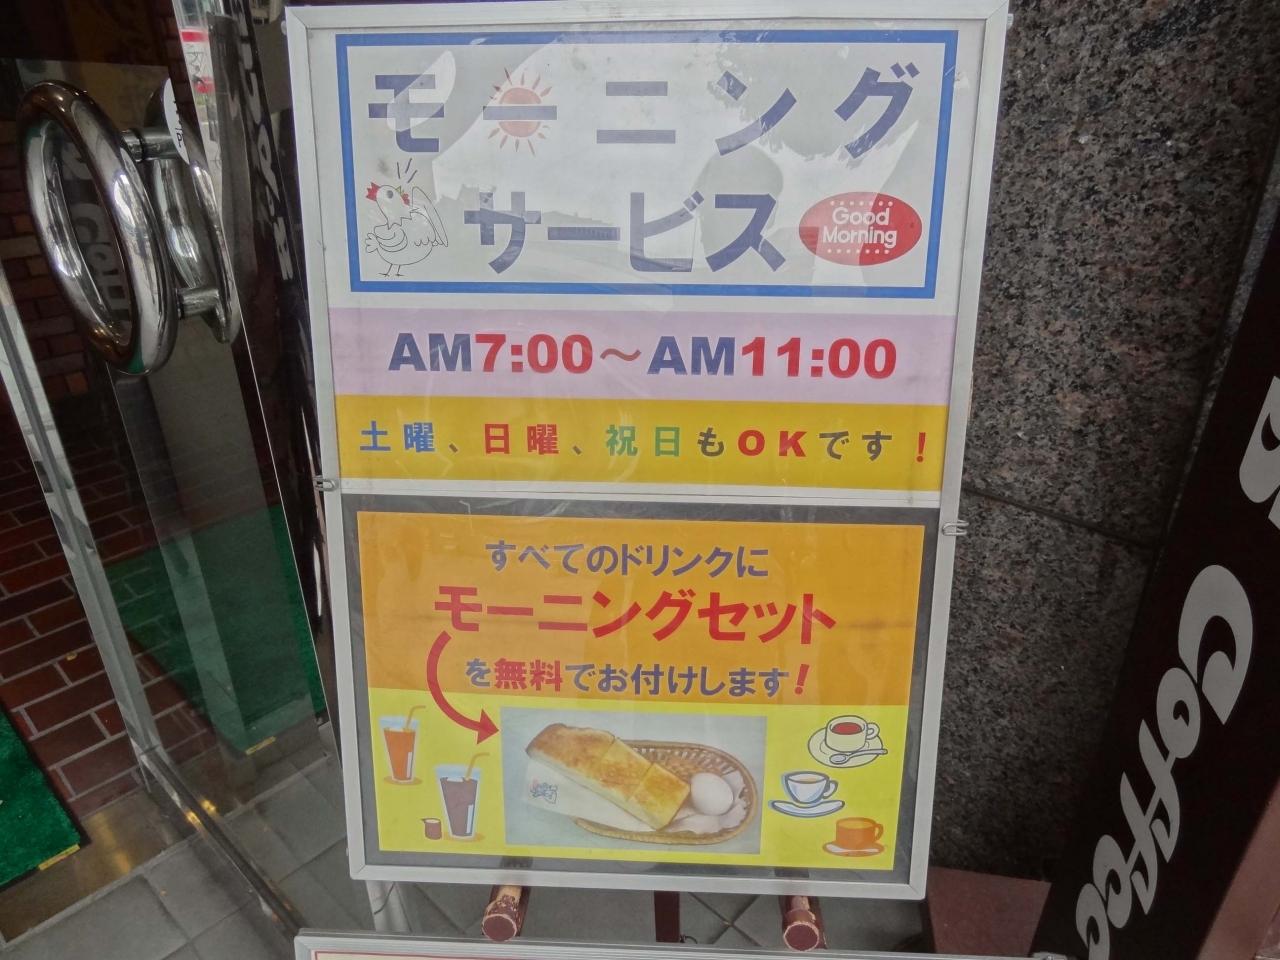 モーニング
サービス
Good
Morning
AM7:00～AM11:00
土曜、日曜、祝日もOKです！
すべてのドリンクに
モーニングセット
を無料でお付けします！
Coffee